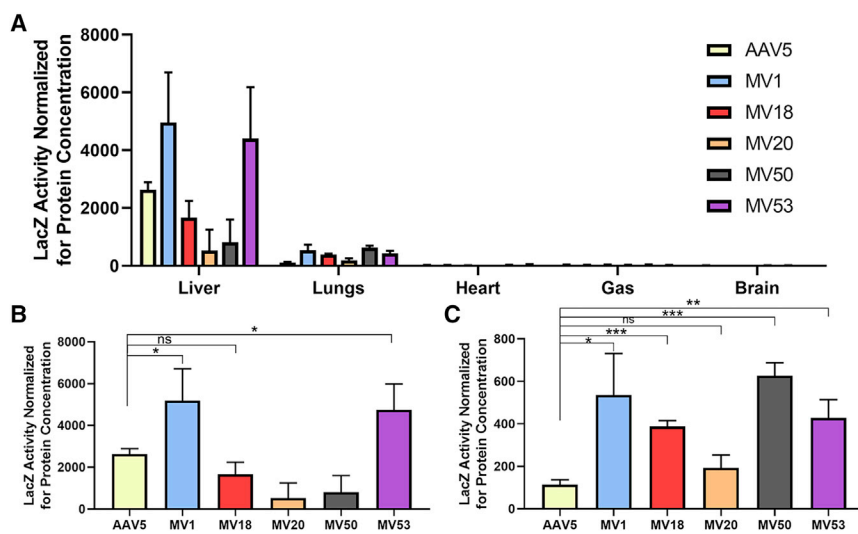 A
LacZ Activity Normalized
for Protein Concentration
8000
6000
4000
2000
0
Liver
Lungs
Heart
Gas
Brain
AAV5
MV1
MV18
MV20
MV50
MV53
B
LacZ Activity Normalized
for Protein Concentration
8000
6000
4000
2000
0
*
ns
*
AAV5
MV1
MV18
MV20
MV50
MV53
C
LacZ Activity Normalized
for Protein Concentration
800
600
400
200
0
**
***
ns
***
*
AAV5
MV1
MV18
MV20
MV50
MV53